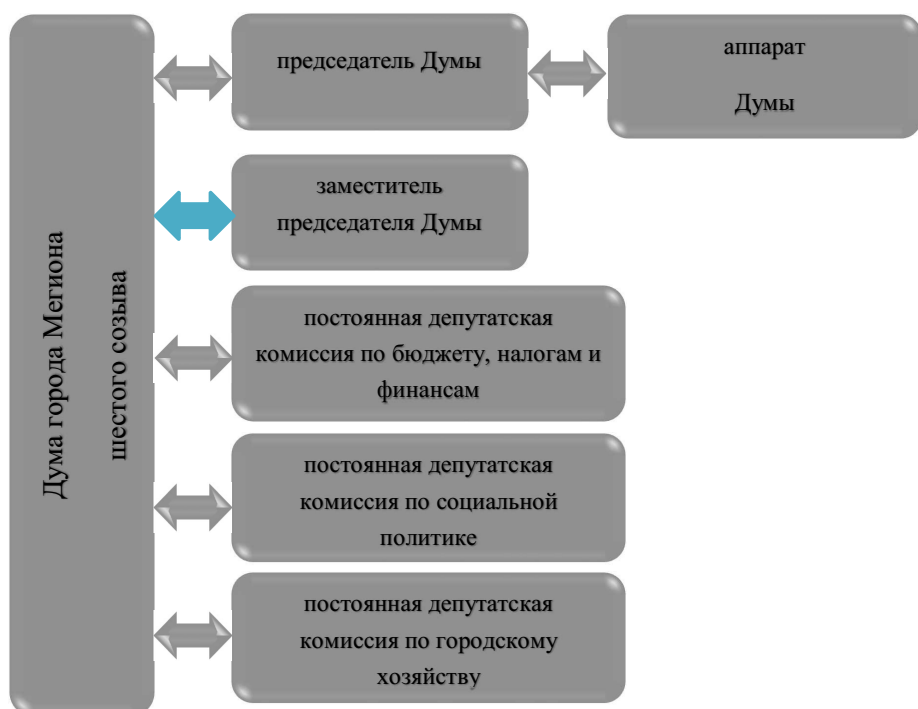 Дума города Мегиона
шестого созыва
председатель Думы
аппарат
Думы
заместитель
председателя Думы
постоянная депутатская
комиссия по бюджету, налогам и
финансам
постоянная депутатская
комиссия по социальной
политике
постоянная депутатская
комиссия по городскому
хозяйству